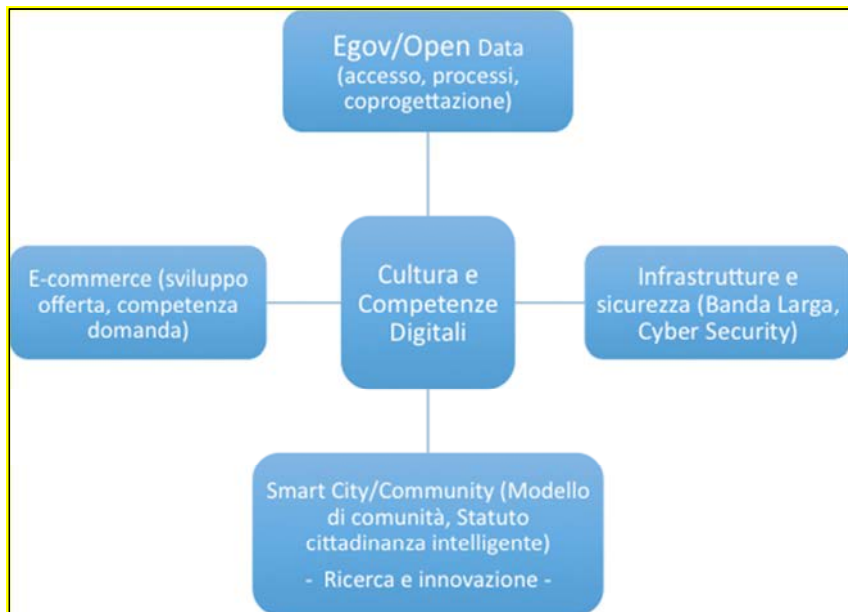 Egov/Open Data
(accesso, processi,
coprogettazione)
E-commerce (sviluppo
offerta, competenza
domanda)
Cultura e
Competenze
Digitali
Infrastrutture e
sicurezza (Banda Larga,
Cyber Security)
Smart City/Community (Modello
di comunità, Statuto
cittadinanza intelligente)
- Ricerca e innovazione -